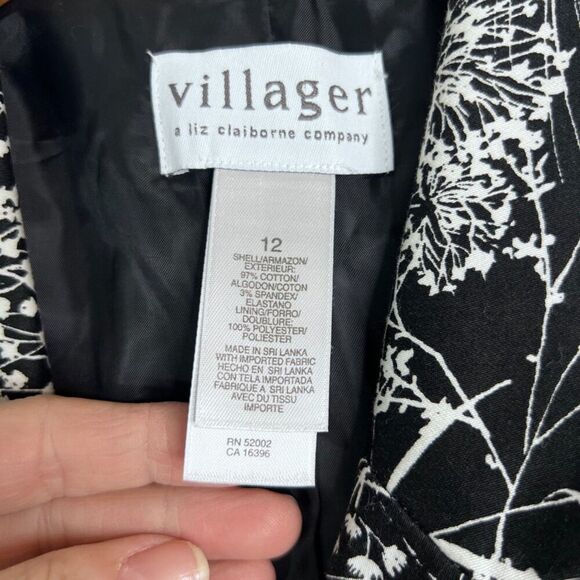 villager
a liz claiborne company
12
SHELL/ARMAZON/
EXTERIEUR:
97% COTTON/
ALGODON/COTON
3% SPANDEX/
ELASTANO
LINING/FORRO/
DOUBLURE:
100% POLYESTER/
POLIESTER
MADE IN SRI LANKA
WITH IMPORTED FABRIC
HECHO EN SRI LANKA
CON TELA IMPORTADA
FABRIQUE A SRI LANKA
AVEC DU TISSU
IMPORTE
RN 52002
CA 16396